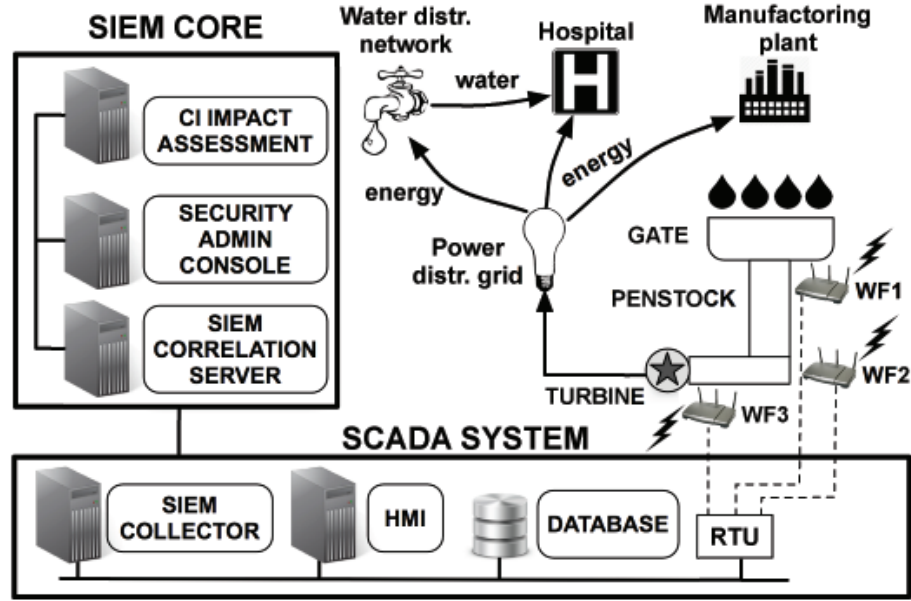 SIEM CORE
CI IMPACT
ASSESSMENT
SECURITY
ADMIN
CONSOLE
SIEM
CORRELATION
SERVER
Water distr.
network
water
Hospital
H
Manufactoring
plant
energy
energy
Power
distr. grid
GATE
PENSTOCK
TURBINE
WF1
WF2
WF3
SCADA SYSTEM
SIEM
COLLECTOR
HMI
DATABASE
RTU